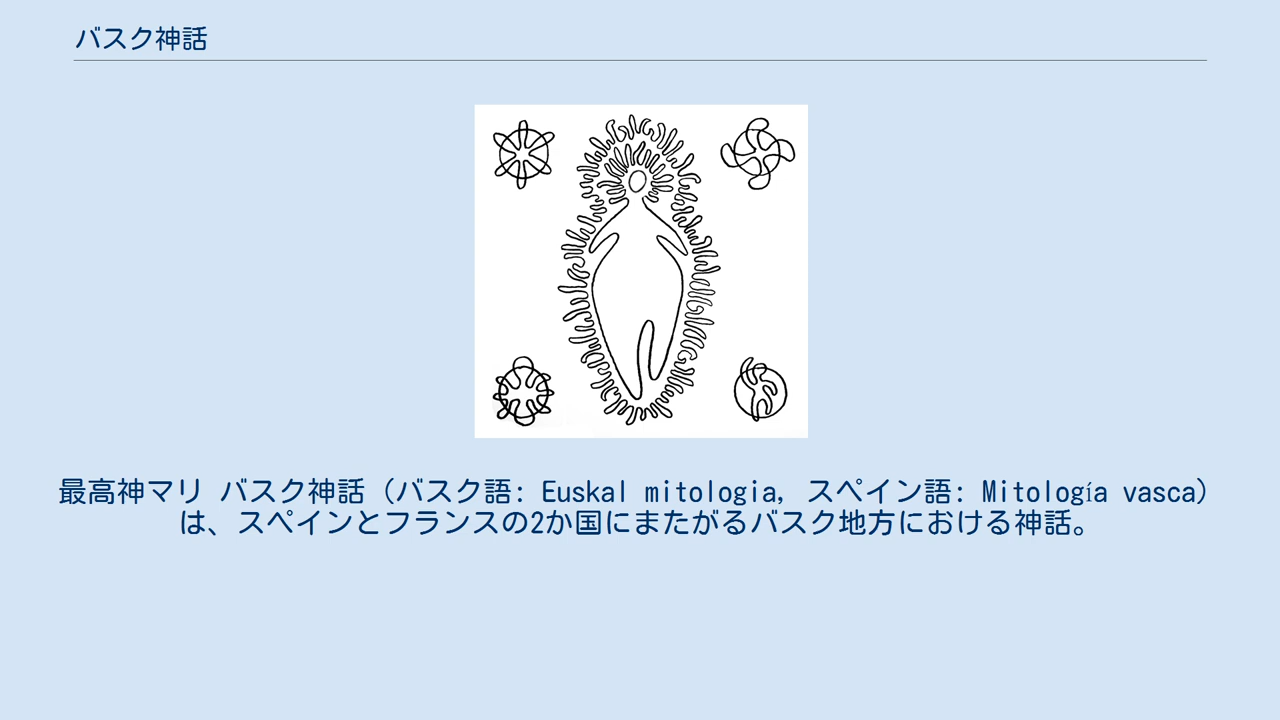 バスク神話
最高神マリ バスク神話（バスク語: Euskal mitologia, スペイン語: Mitología vasca）
は、スペインとフランスの2か国にまたがるバスク地方における神話。